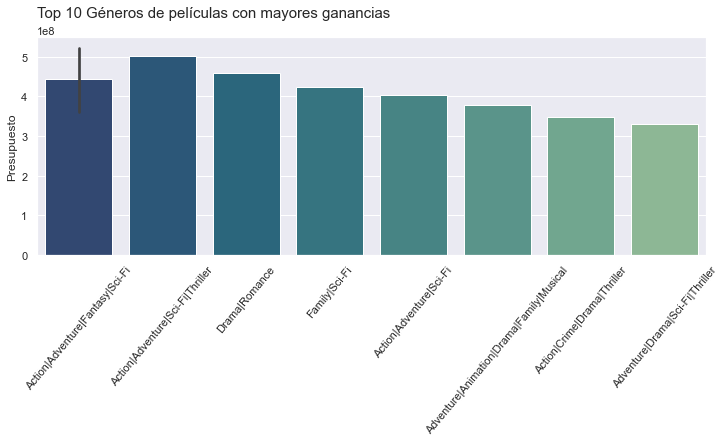 Top 10 Géneros de películas con mayores ganancias
1e8
5
4
3
2
1
0
Presupuesto
Action|Adventure|Fantasy|Sci-Fi
Action|Adventure|Sci-Fi|Thriller
Drama|Romance
Family|Sci-Fi
Action|Adventure|Sci-Fi
Adventure|Animation|Drama|Family|Musical
Action|Crime|Drama|Thriller
Adventure|Drama|Sci-Fi|Thriller